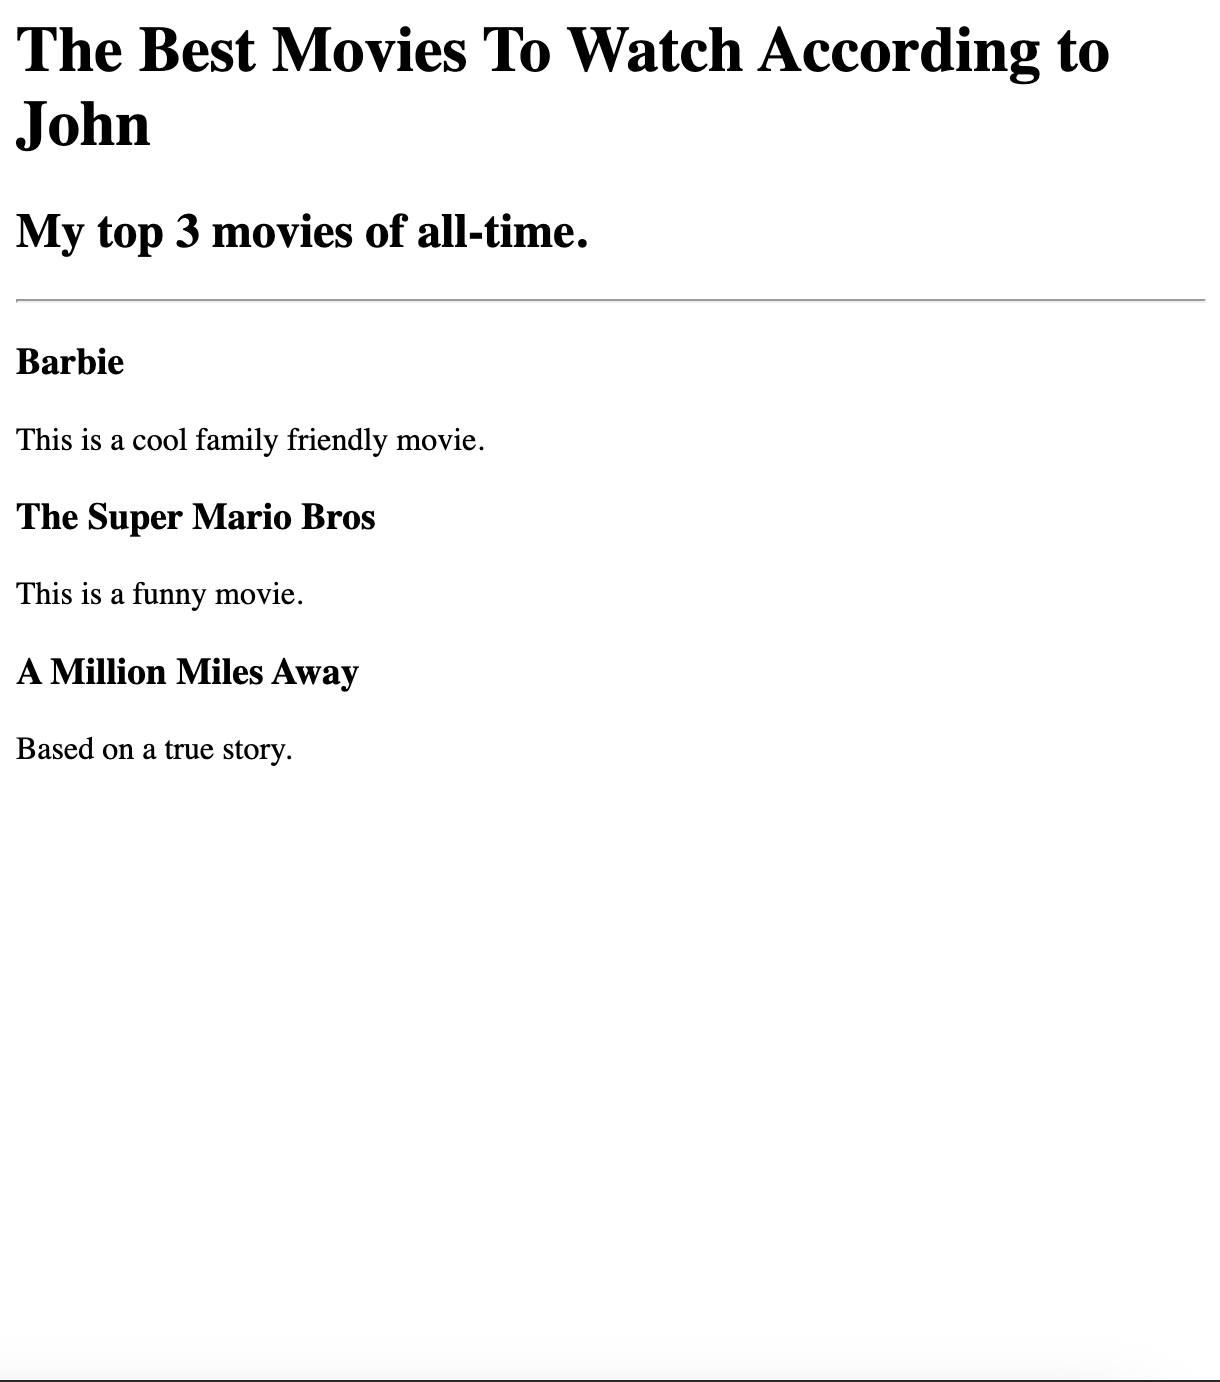 The Best Movies To Watch According to
John
My top 3 movies of all-time.
Barbie
This is a cool family friendly movie.
The Super Mario Bros
This is a funny movie.
A Million Miles Away
Based on a true story.